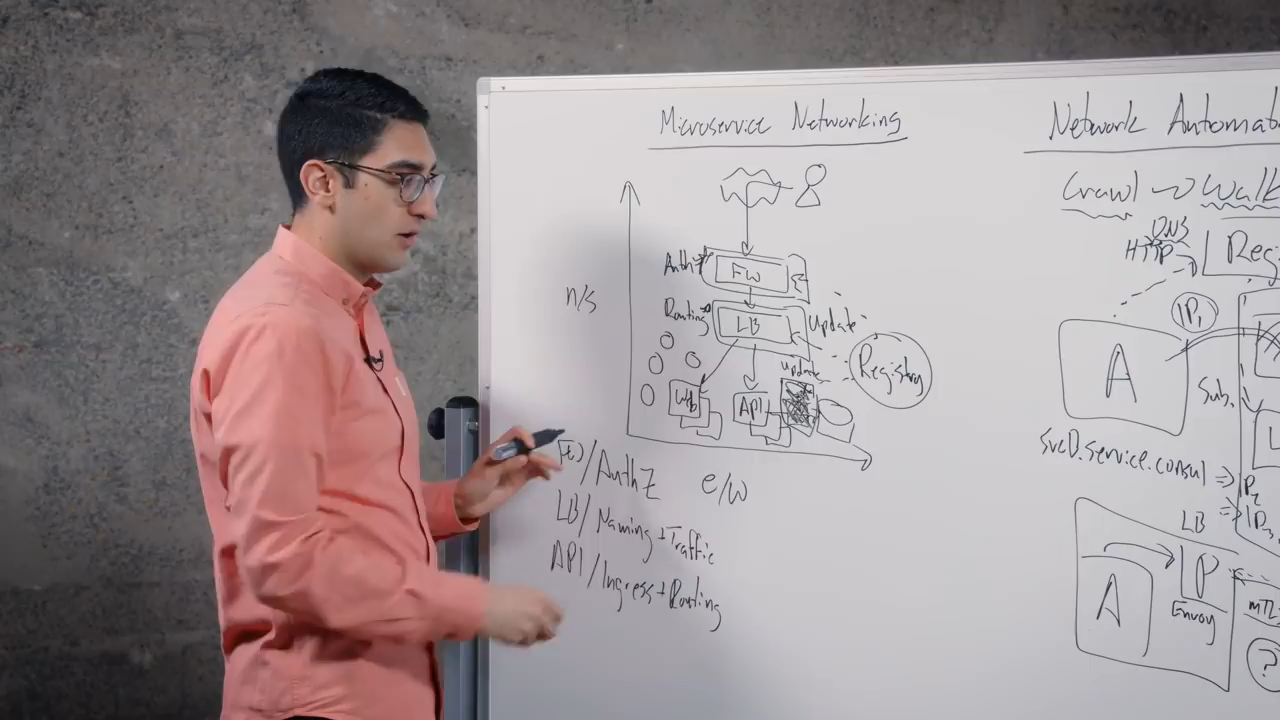 Microservice Networking
n/s
Auth
FW
Routing
LB
Update
Update
Registry
Web
API
e/w
FW/AuthZ
LB/Naming + Traffic
API/Ingress + Routing
Network Automat
Crawl → Walk
DNS
HTTP
Reg
IP1
A
Sub.
SvcD.service.consul ⇒
IP2
IP3
LB
A
P
Envoy
mTL
?